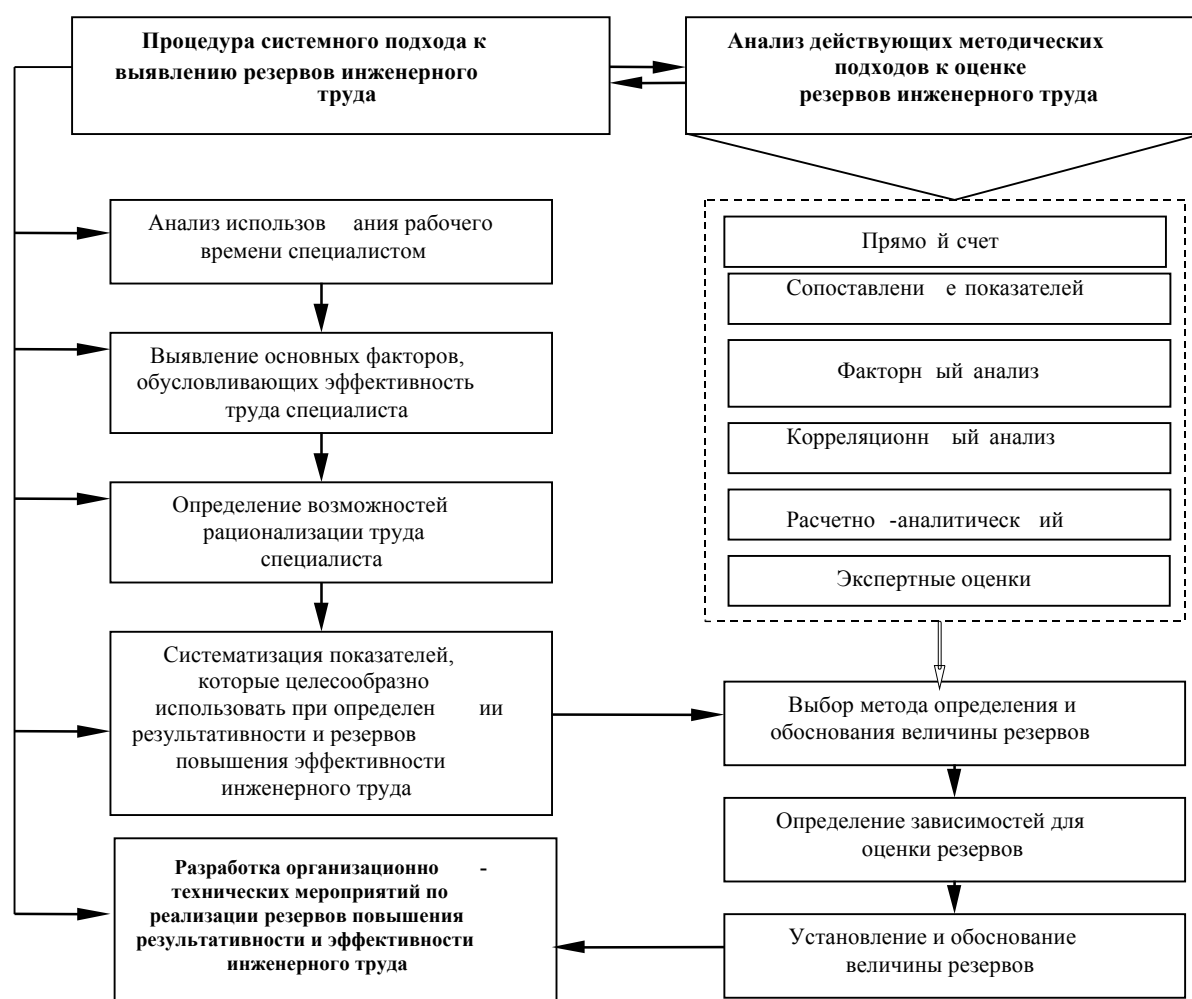 Процедура системного подхода к
выявлению резервов инженерного
труда
Анализ действующих методических
подходов к оценке
резервов инженерного труда
Анализ использов ания рабочего
времени специалистом
Выявление основных факторов,
обусловливающих эффективность
труда специалиста
Определение возможностей
рационализации труда
специалиста
Систематизация показателей,
которые целесообразно
использовать при определен ии
результативности и резервов
повышения эффективности
инженерного труда
Разработка организационно -
технических мероприятий по
реализации резервов повышения
результативности и эффективности
инженерного труда
Прямо й счет
Сопоставлени е показателей
Факторн ый анализ
Корреляционн ый анализ
Расчетно -аналитическ ий
Экспертные оценки
Выбор метода определения и
обоснования величины резервов
Определение зависимостей для
оценки резервов
Установление и обоснование
величины резервов